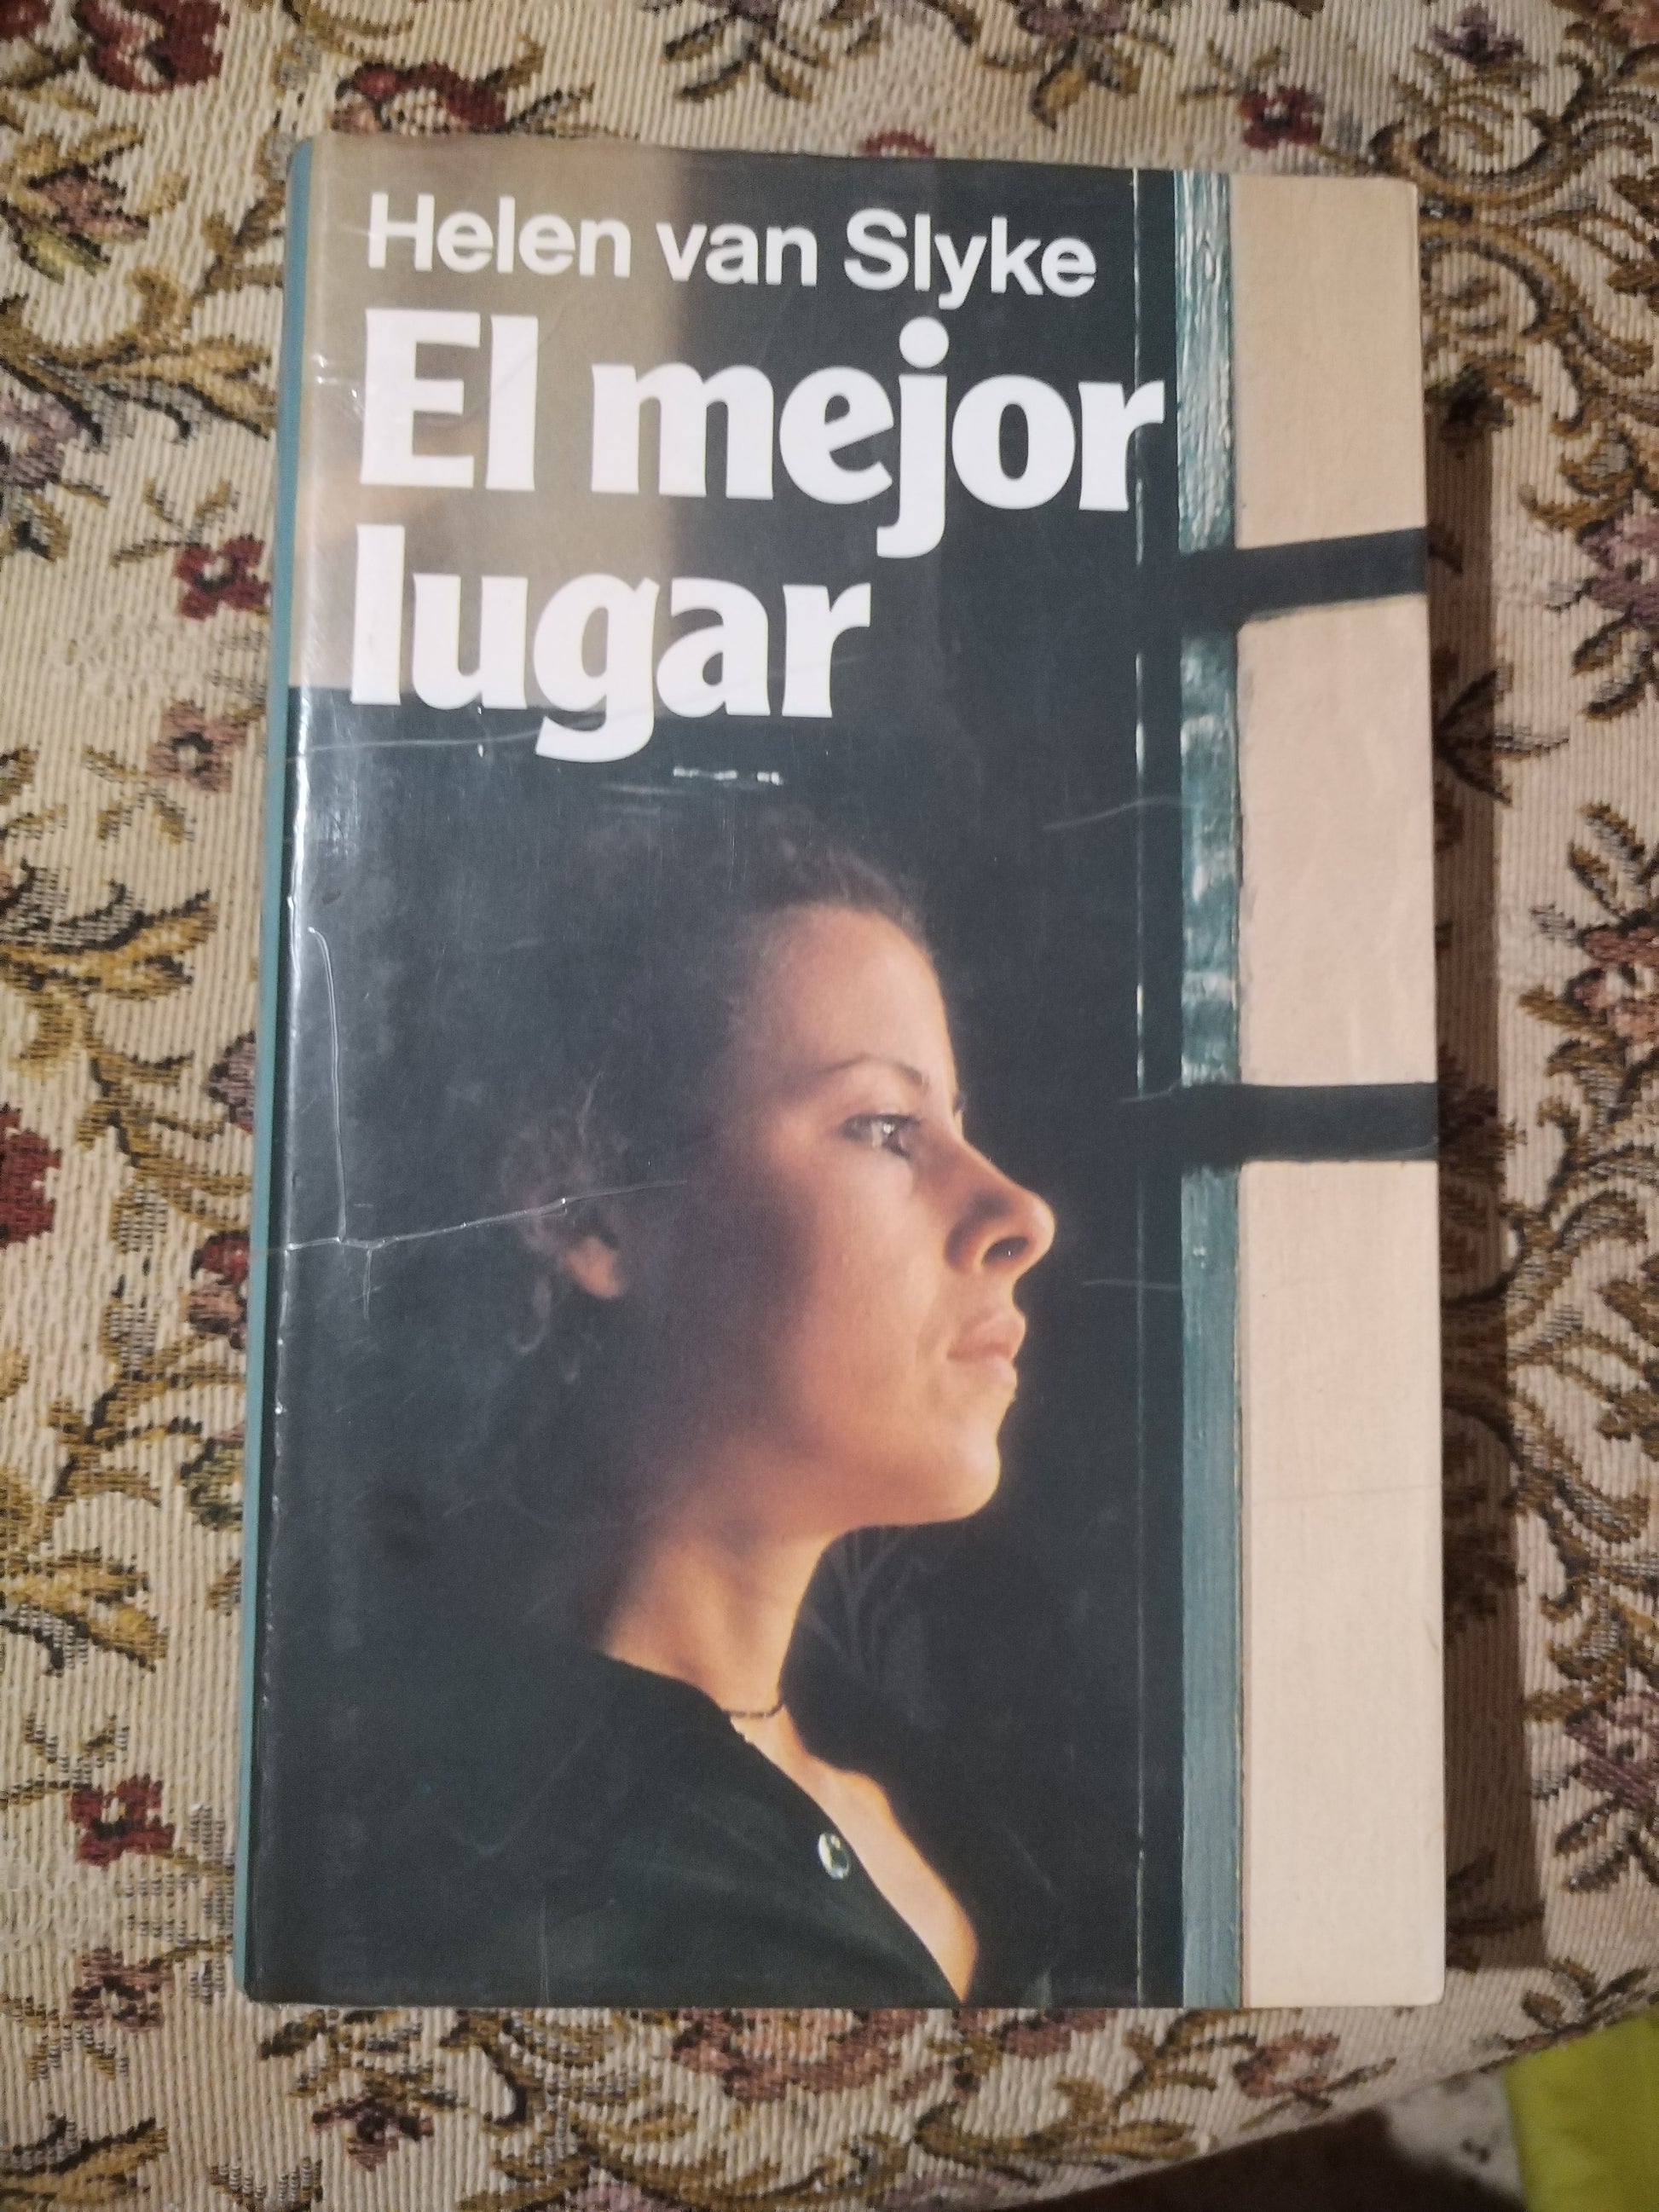 Helen van Slyke
El mejor
lugar